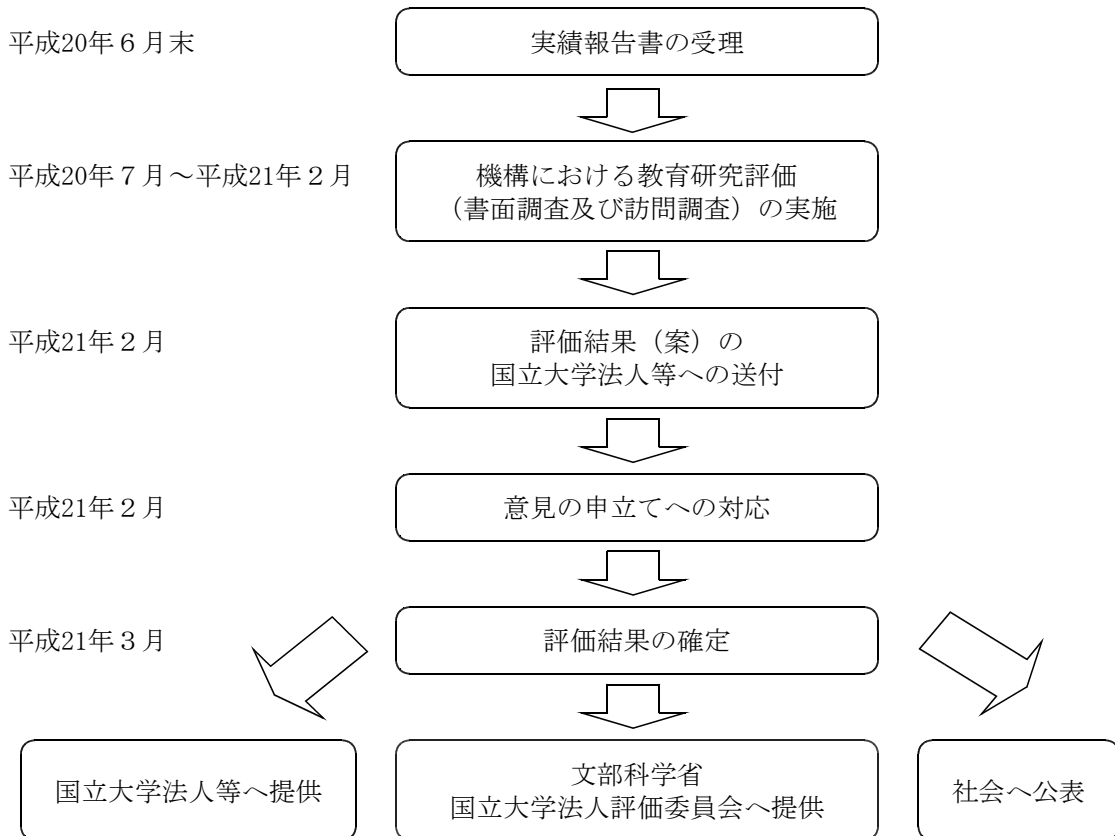 平成20年６月末
実績報告書の受理
平成20年７月～平成21年２月
機構における教育研究評価
（書面調査及び訪問調査）の実施
平成21年２月
評価結果（案）の
国立大学法人等への送付
平成21年２月
意見の申立てへの対応
平成21年３月
評価結果の確定
国立大学法人等へ提供
文部科学省
国立大学法人評価委員会へ提供
社会へ公表